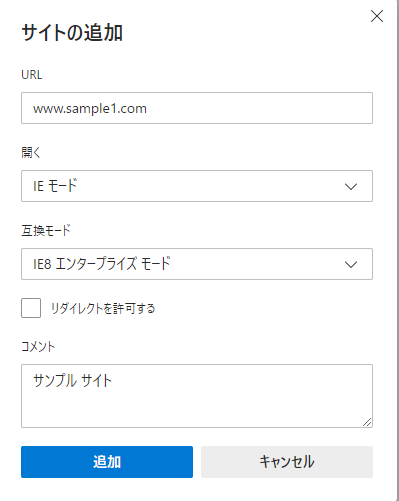 サイトの追加
URL
www.sample1.com
開く
IE モード
互換モード
IE8 エンタープライズ モード
リダイレクトを許可する
コメント
サンプル サイト
追加
キャンセル